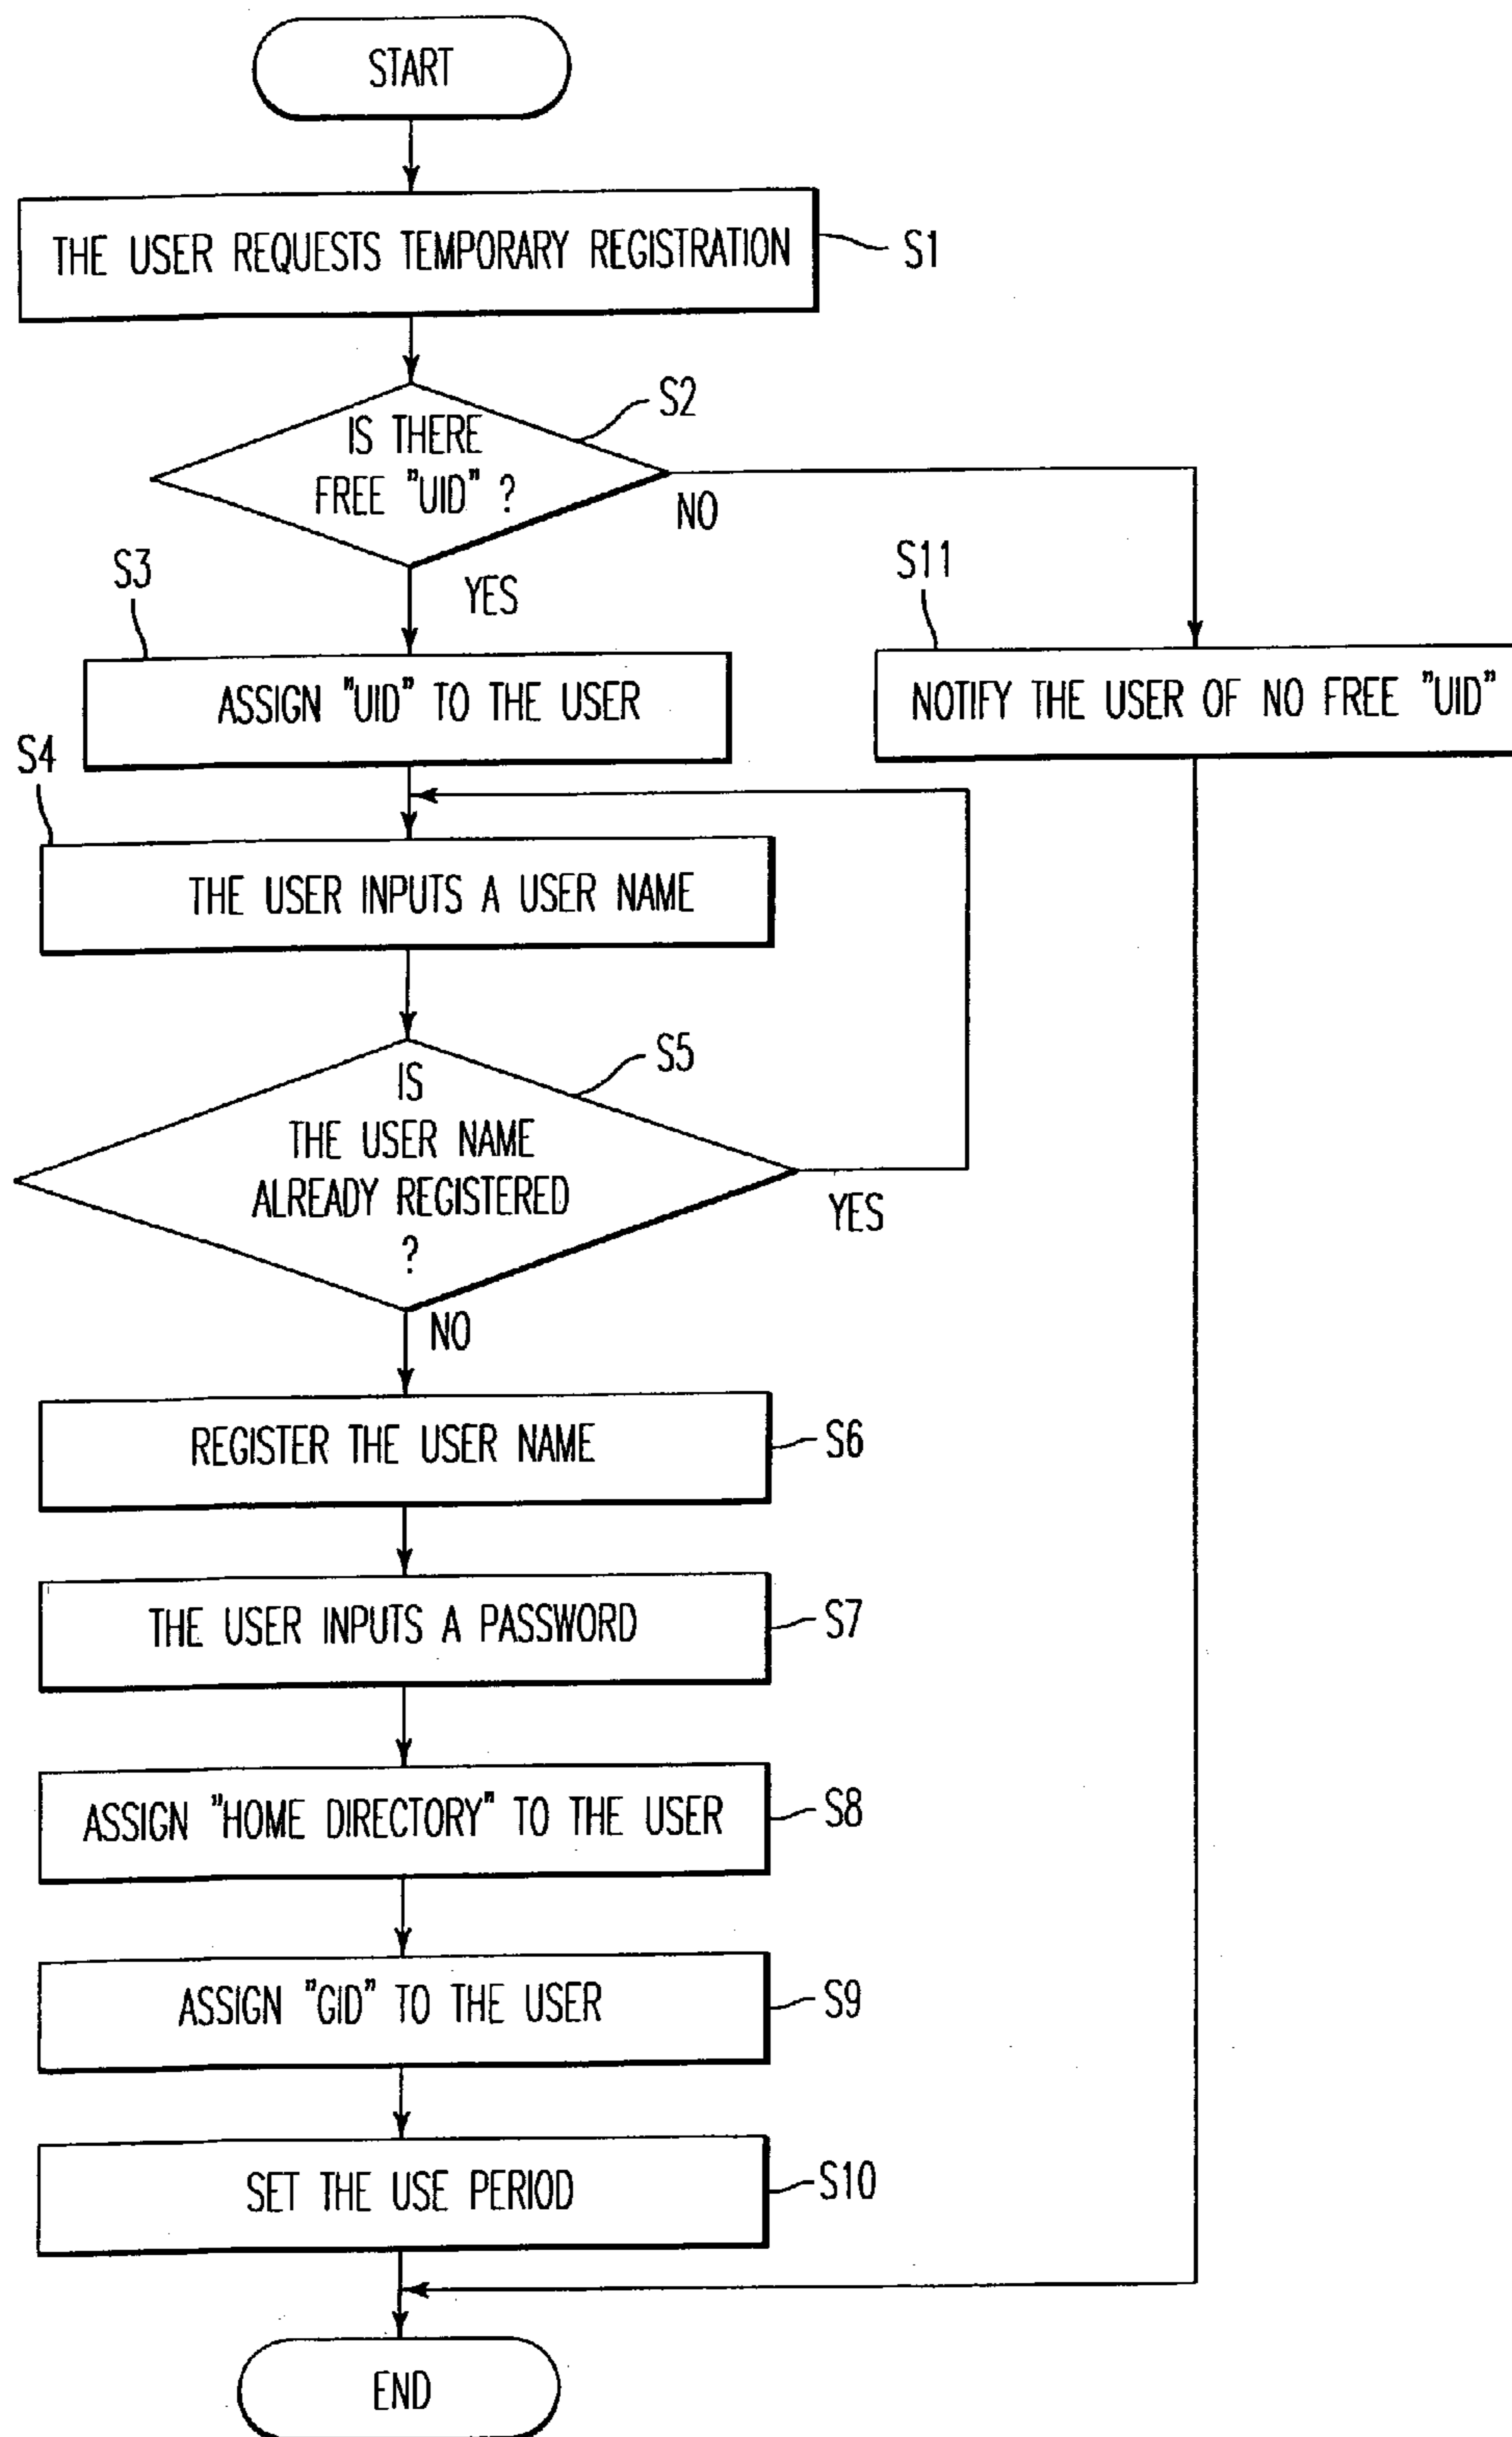 START
THE USER REQUESTS TEMPORARY REGISTRATION
S1
IS THERE
FREE "UID" ?
S2
NO
YES
S3
ASSIGN "UID" TO THE USER
S11
NOTIFY THE USER OF NO FREE "UID"
S4
THE USER INPUTS A USER NAME
IS
THE USER NAME
ALREADY REGISTERED
?
S5
YES
NO
REGISTER THE USER NAME
S6
THE USER INPUTS A PASSWORD
S7
ASSIGN "HOME DIRECTORY" TO THE USER
S8
ASSIGN "GID" TO THE USER
S9
SET THE USE PERIOD
S10
END